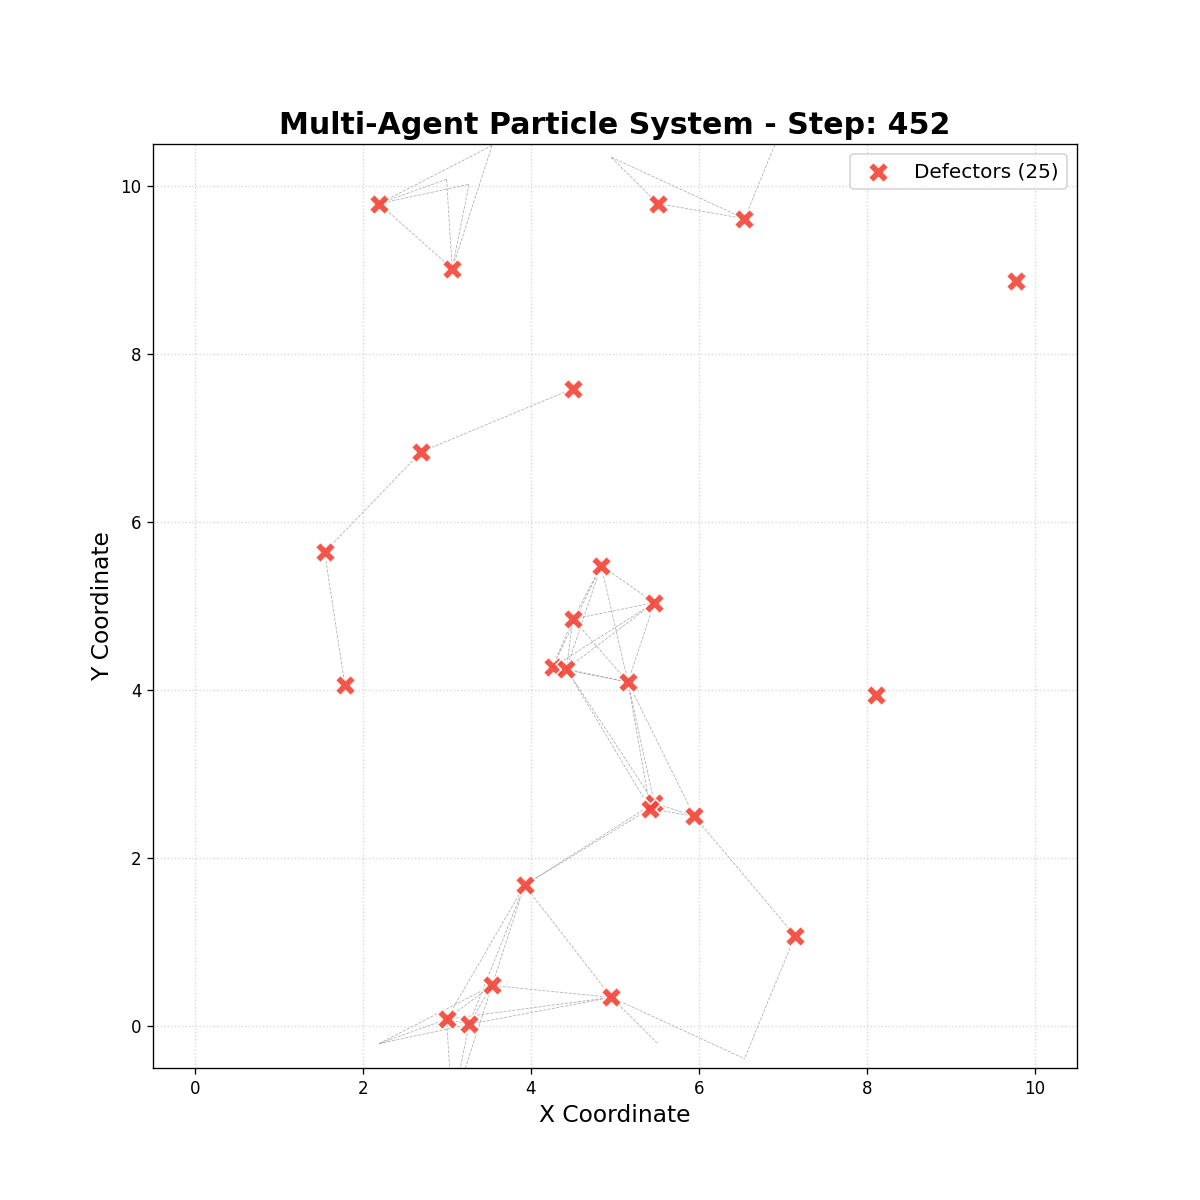 Multi-Agent Particle System - Step: 452
Defectors (25)
10
8
6
4
2
0
Y Coordinate
0 2 4 6 8 10
X Coordinate